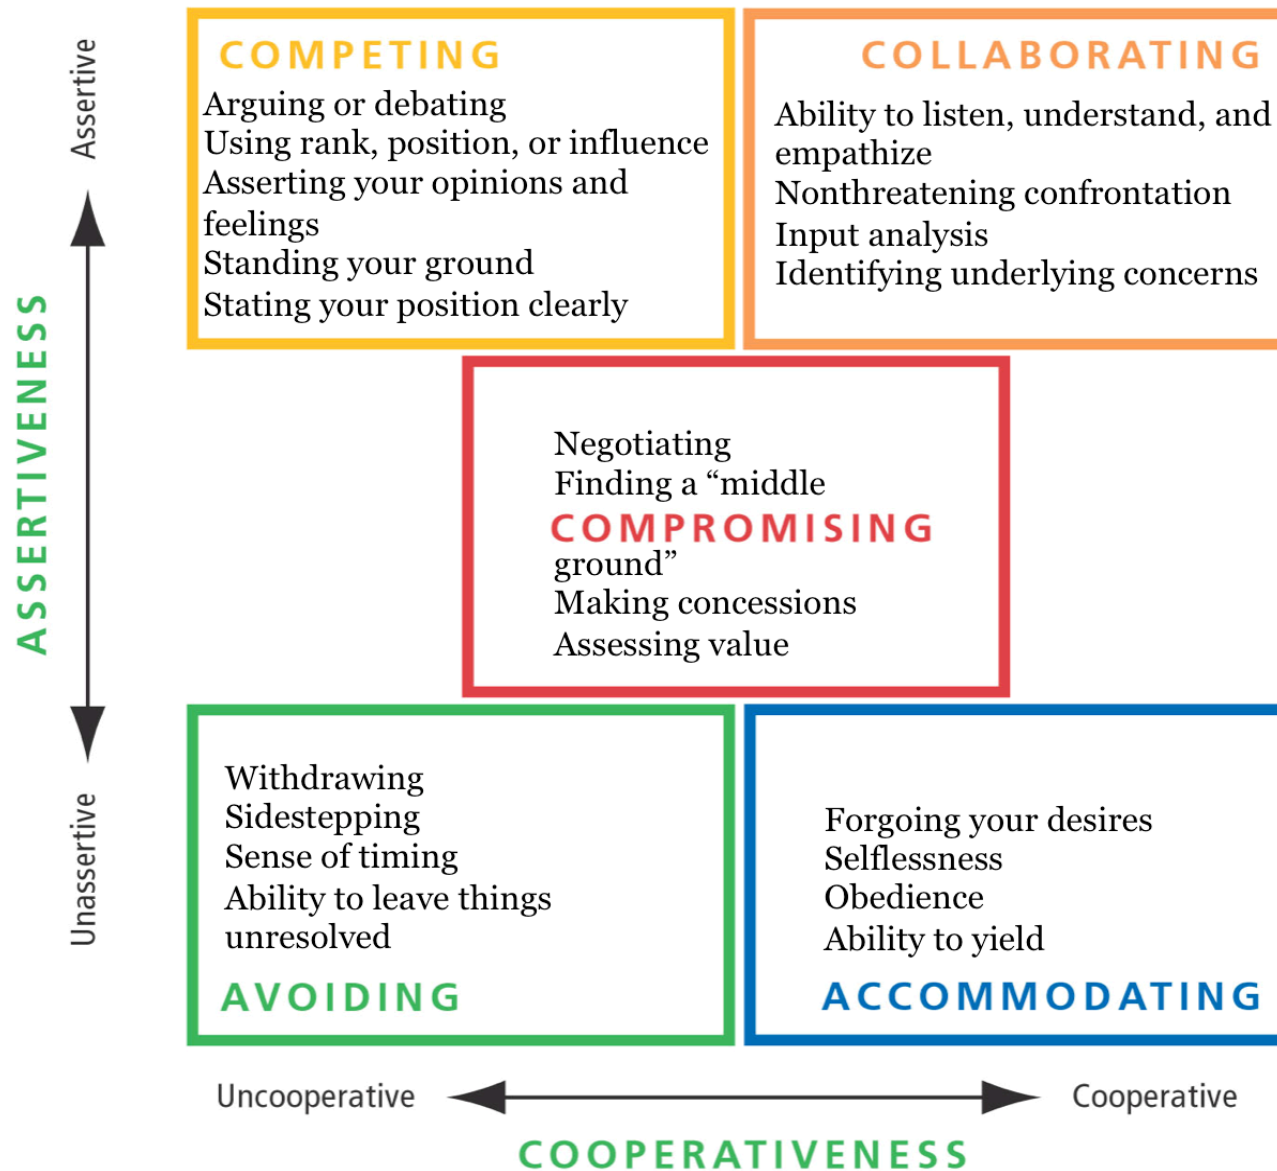 Assertive
ASSERTIVENESS
Unassertive
COMPETING
Arguing or debating
Using rank, position, or influence
Asserting your opinions and
feelings
Standing your ground
Stating your position clearly
COLLABORATING
Ability to listen, understand, and
empathize
Nonthreatening confrontation
Input analysis
Identifying underlying concerns
Negotiating
Finding a “middle
COMPROMISING
ground”
Making concessions
Assessing value
Withdrawing
Sidestepping
Sense of timing
Ability to leave things
unresolved
AVOIDING
Forgoing your desires
Selflessness
Obedience
Ability to yield
ACCOMMODATING
Uncooperative
Cooperative
COOPERATIVENESS